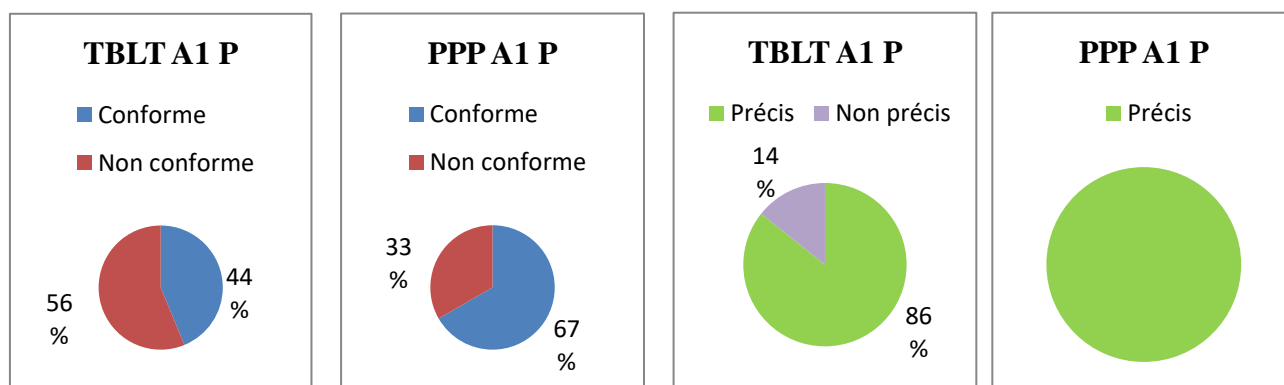 TBLT A1 P
Conforme
Non conforme
44
%
56
%
PPP A1 P
Conforme
Non conforme
33
%
67
%
TBLT A1 P
Précis Non précis
14
%
86
%
PPP A1 P
Précis